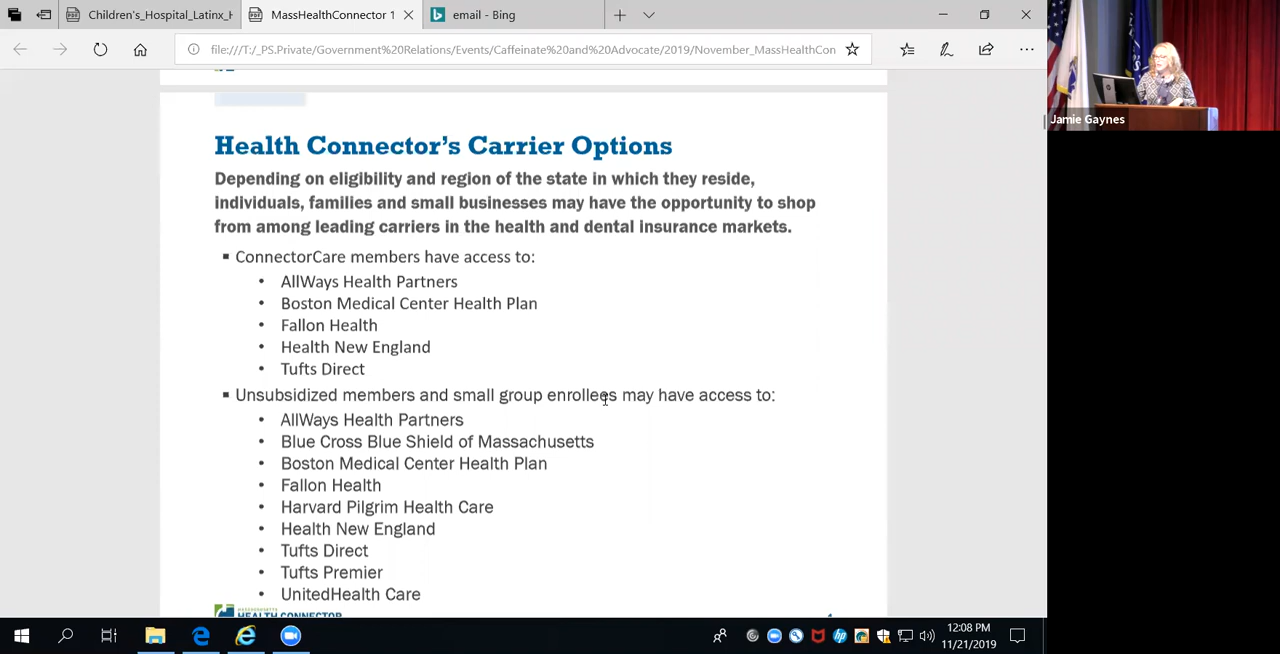 Children's_Hospital_Latinx_H
MassHealthConnector 1
email - Bing
file:///T:/_PS.Private/Government%20Relations/Events/Caffeinate%20and%20Advocate/2019/November_MassHealthCon
Jamie Gaynes
Health Connector's Carrier Options
Depending on eligibility and region of the state in which they reside,
individuals, families and small businesses may have the opportunity to shop
from among leading carriers in the health and dental insurance markets.
▪ ConnectorCare members have access to:
• AllWays Health Partners
• Boston Medical Center Health Plan
• Fallon Health
• Health New England
• Tufts Direct
▪ Unsubsidized members and small group enrollees may have access to:
• AllWays Health Partners
• Blue Cross Blue Shield of Massachusetts
• Boston Medical Center Health Plan
• Fallon Health
• Harvard Pilgrim Health Care
• Health New England
• Tufts Direct
• Tufts Premier
• UnitedHealth Care
MASSACHUSETTS
HEALTH CONNECTOR
12:08 PM
11/21/2019